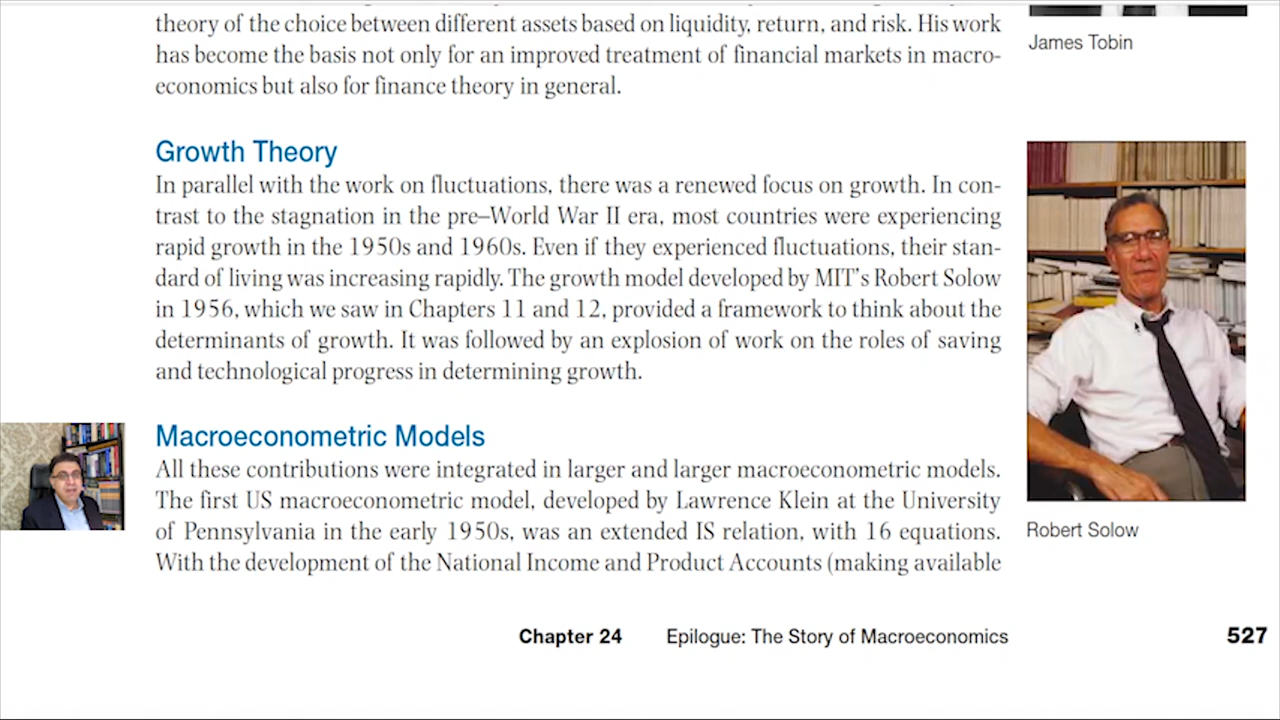 theory of the choice between different assets based on liquidity, return, and risk. His work
has become the basis not only for an improved treatment of financial markets in macro-
economics but also for finance theory in general.
James Tobin
Growth Theory
In parallel with the work on fluctuations, there was a renewed focus on growth. In con-
trast to the stagnation in the pre–World War II era, most countries were experiencing
rapid growth in the 1950s and 1960s. Even if they experienced fluctuations, their stan-
dard of living was increasing rapidly. The growth model developed by MIT's Robert Solow
in 1956, which we saw in Chapters 11 and 12, provided a framework to think about the
determinants of growth. It was followed by an explosion of work on the roles of saving
and technological progress in determining growth.
Macroeconometric Models
All these contributions were integrated in larger and larger macroeconometric models.
The first US macroeconometric model, developed by Lawrence Klein at the University
of Pennsylvania in the early 1950s, was an extended IS relation, with 16 equations.
With the development of the National Income and Product Accounts (making available
Robert Solow
Chapter 24 Epilogue: The Story of Macroeconomics 527